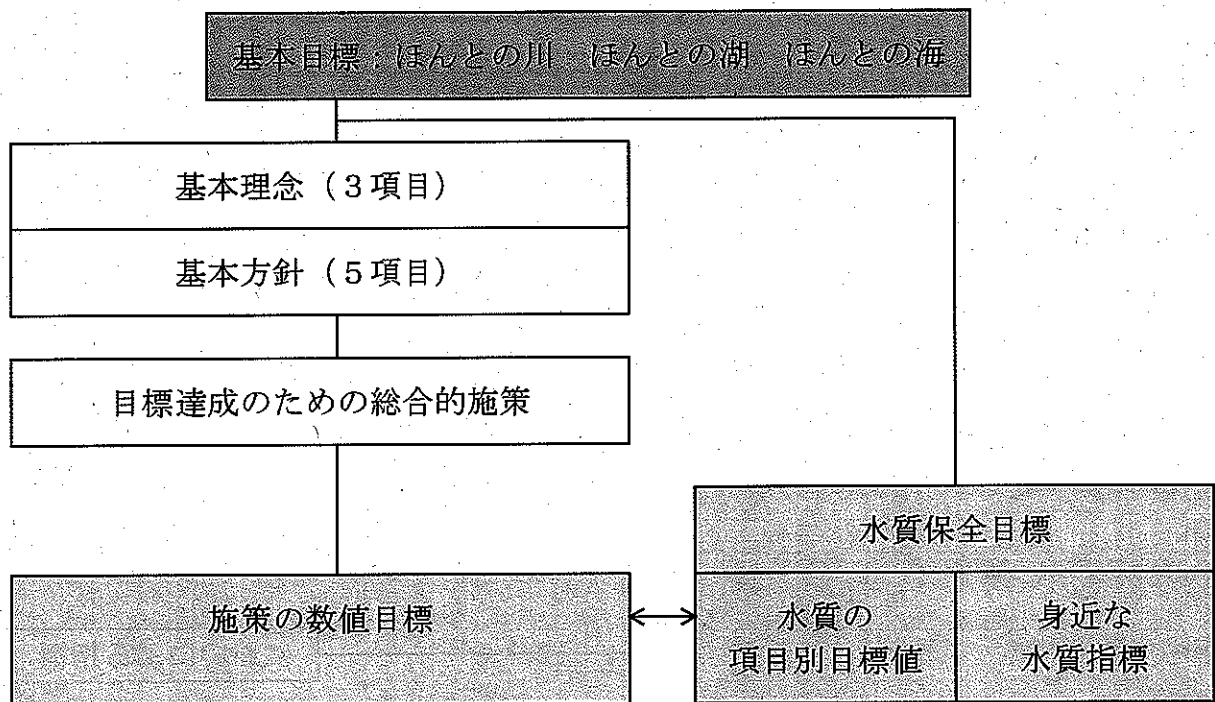 基本目標:ほんとの川　ほんとの湖　ほんとの海
基本理念(3項目)
基本方針(5項目)
目標達成のための総合的施策
水質保全目標
施策の数値目標
水質の
項目別目標値
身近な
水質指標